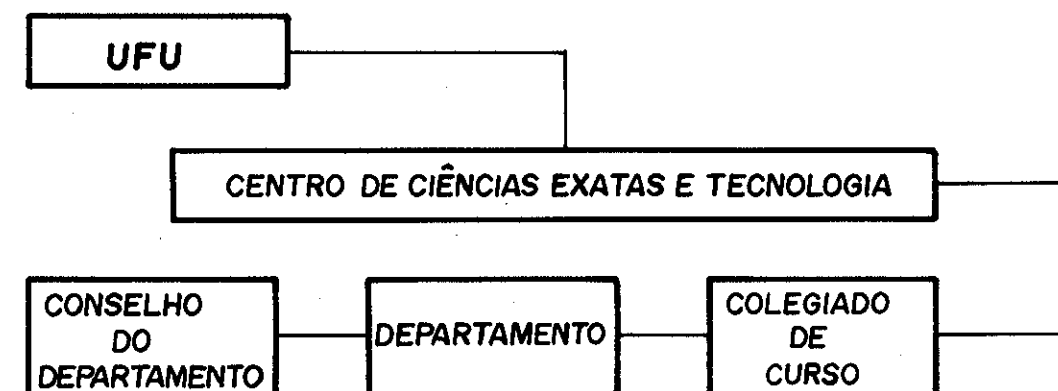 UFU
CENTRO DE CIÊNCIAS EXATAS E TECNOLOGIA
CONSELHO
DO
DEPARTAMENTO
DEPARTAMENTO
COLEGIADO
DE
CURSO